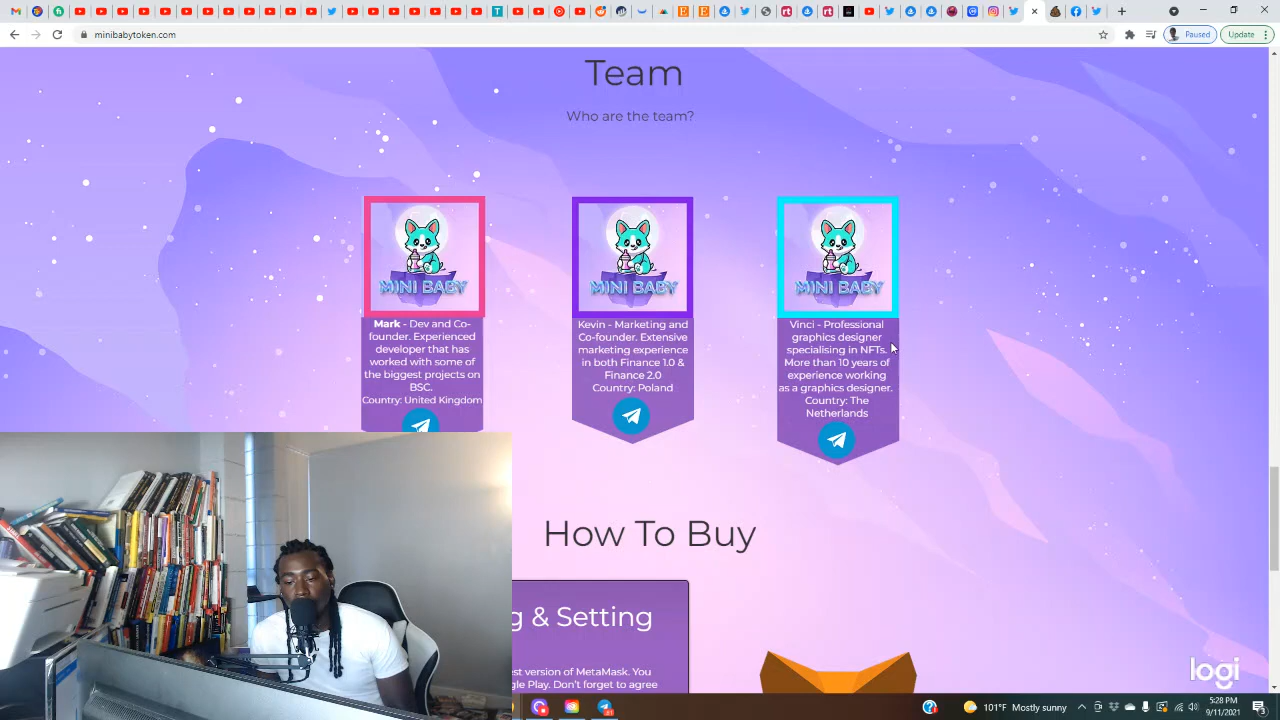 minibabytoken.com
Paused
Update
Team
Who are the team?
MINI BABY
MINI BABY
MINI BABY
Mark - Dev and Co-
founder. Experienced
developer that has
worked with some of
the biggest projects on
BSC.
Country: United Kingdom
Kevin - Marketing and
Co-founder. Extensive
marketing experience
in both Finance 1.0 &
Finance 2.0
Country: Poland
Vinci - Professional
graphics designer
specialising in NFTs.
More than 10 years of
experience working
as a graphics designer.
Country: The
Netherlands
How To Buy
g & Setting
est version of MetaMask. You
gle Play. Don't forget to agree
logi
101°F Mostly sunny
5:28 PM
9/11/2021